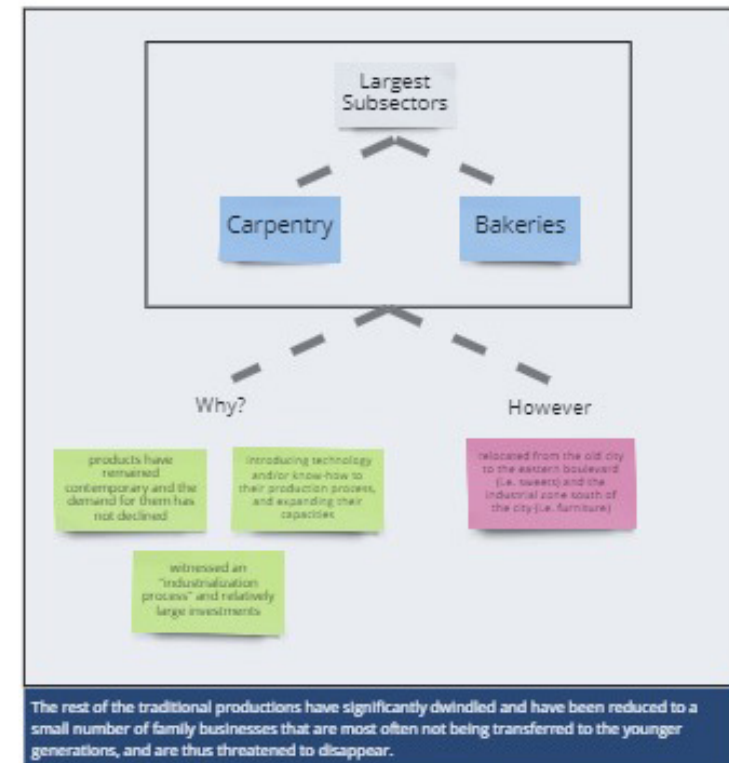 Largest
Subsectors
Carpentry
Bakeries
Why?
However
products have
remained
contemporary and the
demand for them has
not declined
introducing technology
and/or know-how to
their production process,
and expanding their
capacities
relocated from the old city
to the eastern boulevard
(i.e. sweets) and the
industrial zone south of
the city (i.e. furniture)
witnessed an
"industrialization
process" and relatively
large investments
The rest of the traditional productions have significantly dwindled and have been reduced to a
small number of family businesses that are most often not being transferred to the younger
generations, and are thus threatened to disappear.